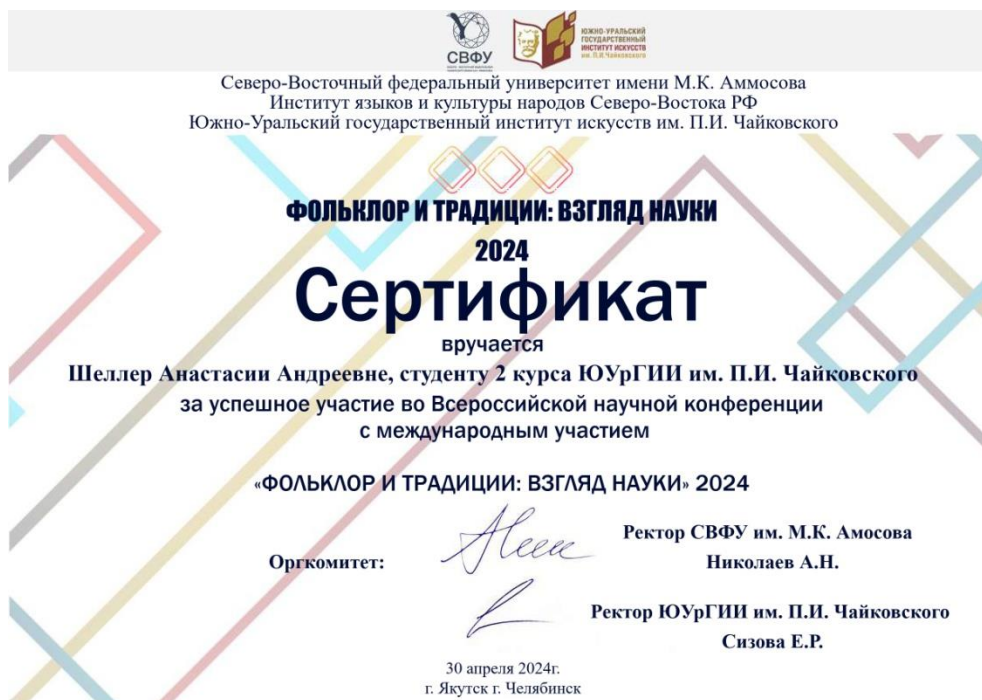 СВФУ
ЮЖНО-УРАЛЬСКИЙ
ГОСУДАРСТВЕННЫЙ
ИНСТИТУТ ИСКУССТВ
им. П.И.Чайковского
Северо-Восточный федеральный университет имени М.К. Аммосова
Институт языков и культуры народов Северо-Востока РФ
Южно-Уральский государственный институт искусств им. П.И. Чайковского
ФОЛЬКЛОР И ТРАДИЦИИ: ВЗГЛЯД НАУКИ
2024
Сертификат
вручается
Шеллер Анастасии Андреевне, студенту 2 курса ЮУрГИИ им. П.И. Чайковского
за успешное участие во Всероссийской научной конференции
с международным участием
«ФОЛЬКЛОР И ТРАДИЦИИ: ВЗГЛЯД НАУКИ» 2024
Оргкомитет:
Ректор СВФУ им. М.К. Амосова
Николаев А.Н.
Ректор ЮУрГИИ им. П.И. Чайковского
Сизова Е.Р.
30 апреля 2024г.
г. Якутск г. Челябинск